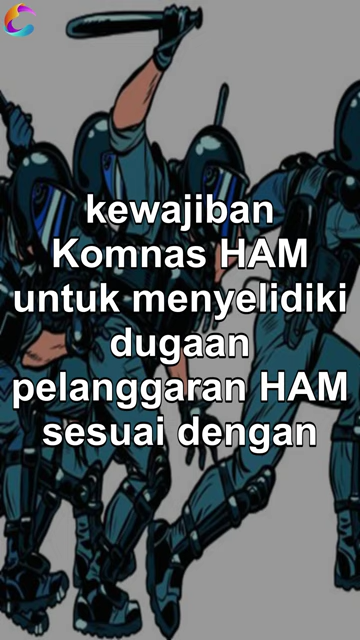 kewajiban
Komnas HAM
untuk menyelidiki
dugaan
pelanggaran HAM
sesuai dengan